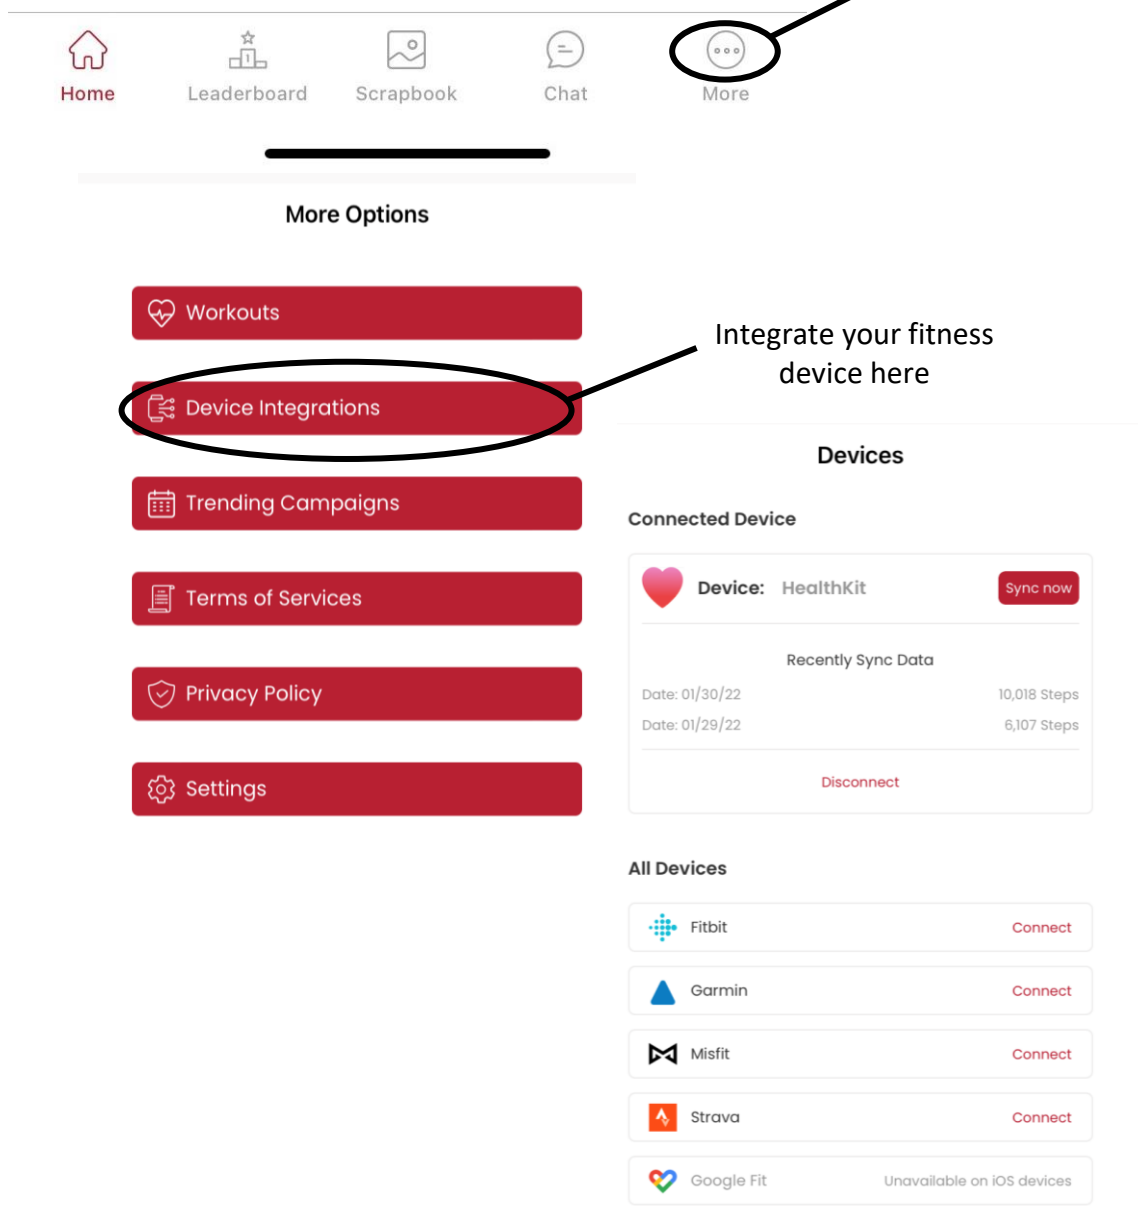 Home
Leaderboard
Scrapbook
Chat
More
More Options
Workouts
Device Integrations
Trending Campaigns
Terms of Services
Privacy Policy
Settings
Integrate your fitness
device here
Devices
Connected Device
Device: HealthKit
Sync now
Recently Sync Data
Date: 01/30/22 10,018 Steps
Date: 01/29/22 6,107 Steps
Disconnect
All Devices
Fitbit Connect
Garmin Connect
Misfit Connect
Strava Connect
Google Fit Unavailable on iOS devices